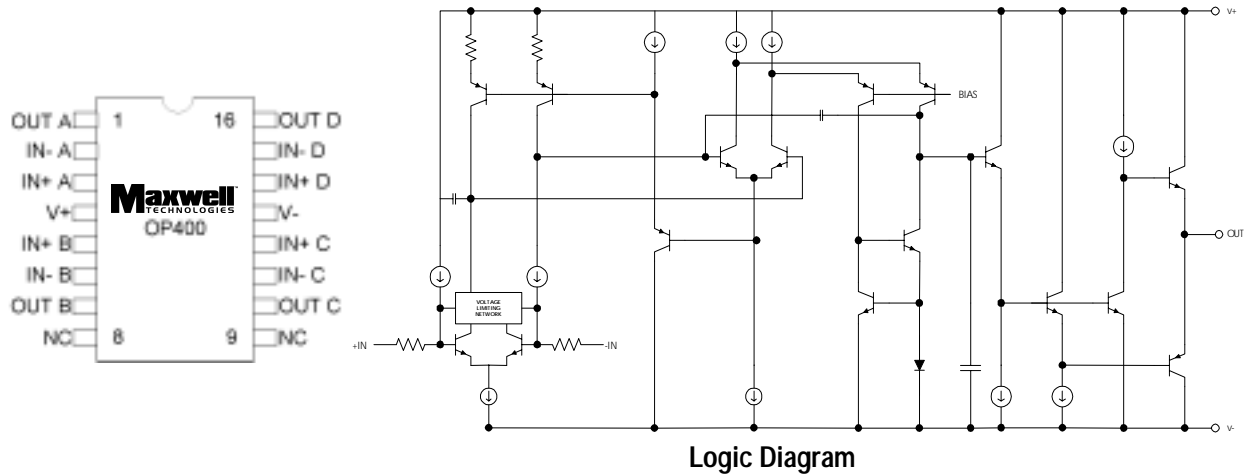 OUT A 1 16 OUT D
IN- A IN- D
IN+ A IN+ D
V+ V-
IN+ B IN+ C
IN- B IN- C
OUT B OUT C
NC 8 9 NC
Maxwell
TECHNOLOGIES
OP400
V+
BIAS
OUT
VOLTAGE
LIMITING
NETWORK
+IN
-IN
V-
Logic Diagram